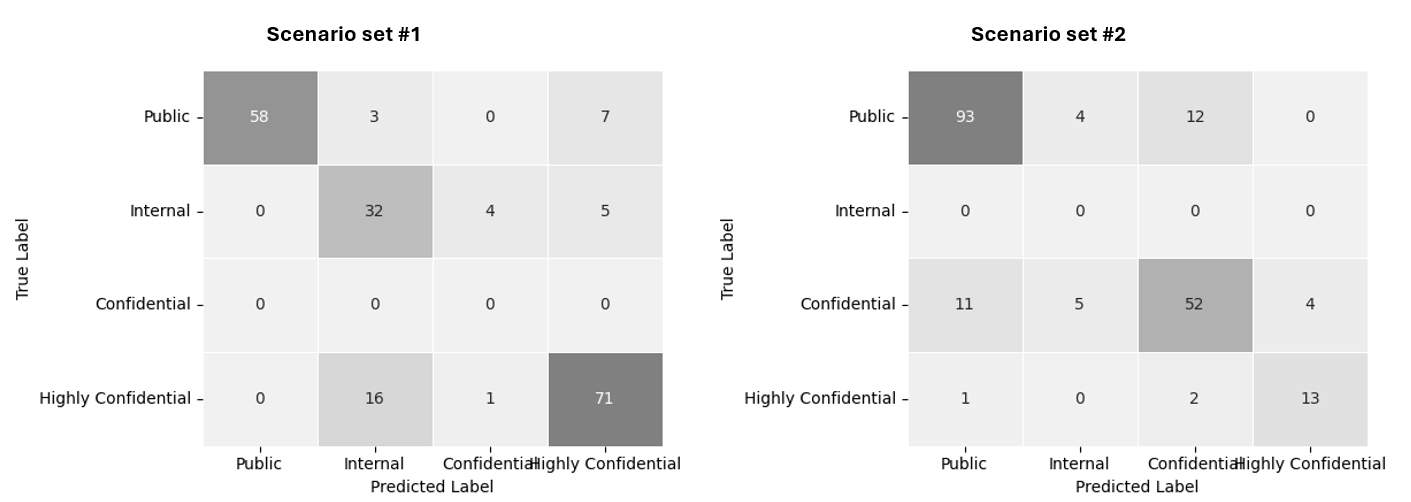 Scenario set #1
Public
58 3 0 7
Internal
0 32 4 5
Confidential
0 0 0 0
Highly Confidential
0 16 1 71
True Label
Public Internal Confidential Highly Confidential
Predicted Label
Scenario set #2
Public
93 4 12 0
Internal
0 0 0 0
Confidential
11 5 52 4
Highly Confidential
1 0 2 13
True Label
Public Internal Confidential Highly Confidential
Predicted Label